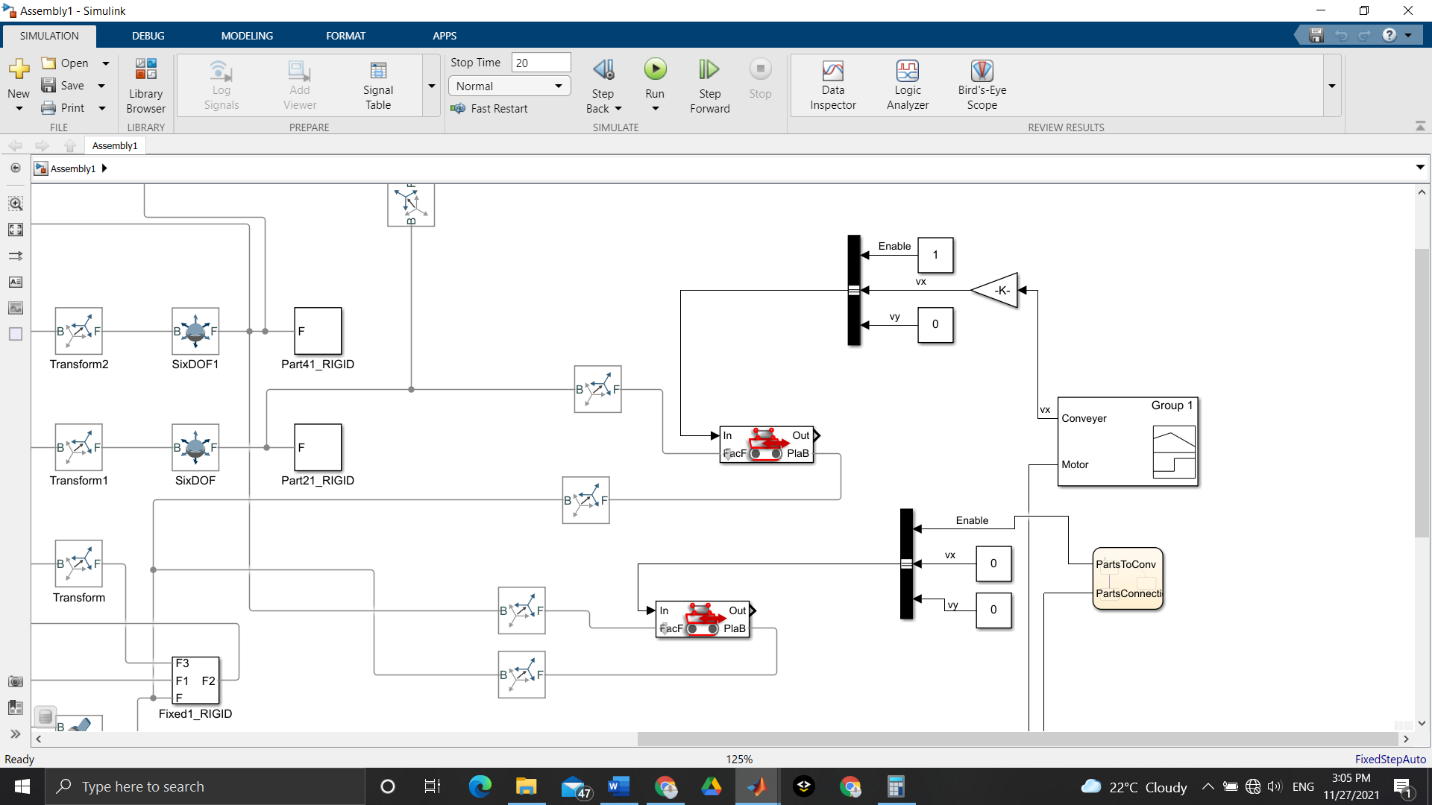 Assembly1 - Simulink
SIMULATION DEBUG MODELING FORMAT APPS
New
Open
Save
Print
FILE
Library
Browser
LIBRARY
Log
Signals
Add
Viewer
Signal
Table
PREPARE
Stop Time 20
Normal
Fast Restart
Step
Back
Run
Step
Forward
Stop
SIMULATE
Data
Inspector
Logic
Analyzer
Bird's-Eye
Scope
REVIEW RESULTS
Assembly1
Assembly1
F
B
Enable
1
vx
-K-
vy
0
B F
Transform2
B F
SixDOF1
F
Part41_RIGID
B F
vx
Conveyer
Group 1
Motor
In Out
FacF PlaB
B F
Transform1
B F
SixDOF
F
Part21_RIGID
B F
Enable
vx
0
vy
0
PartsToConv
PartsConnecti
B F
Transform
B F
In Out
FacF PlaB
B F
F3
F1 F2
F
Fixed1_RIGID
B
Ready 125% FixedStepAuto
Type here to search
47
22°C Cloudy
ENG
3:05 PM
11/27/2021
1